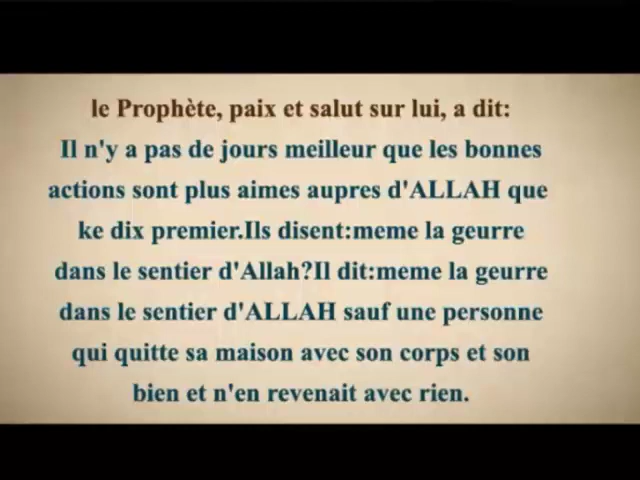 le Prophète, paix et salut sur lui, a dit:
Il n'y a pas de jours meilleur que les bonnes
actions sont plus aimes aupres d'ALLAH que
ke dix premier.Ils disent:meme la geurre
dans le sentier d'Allah?Il dit:meme la geurre
dans le sentier d'ALLAH sauf une personne
qui quitte sa maison avec son corps et son
bien et n'en revenait avec rien.